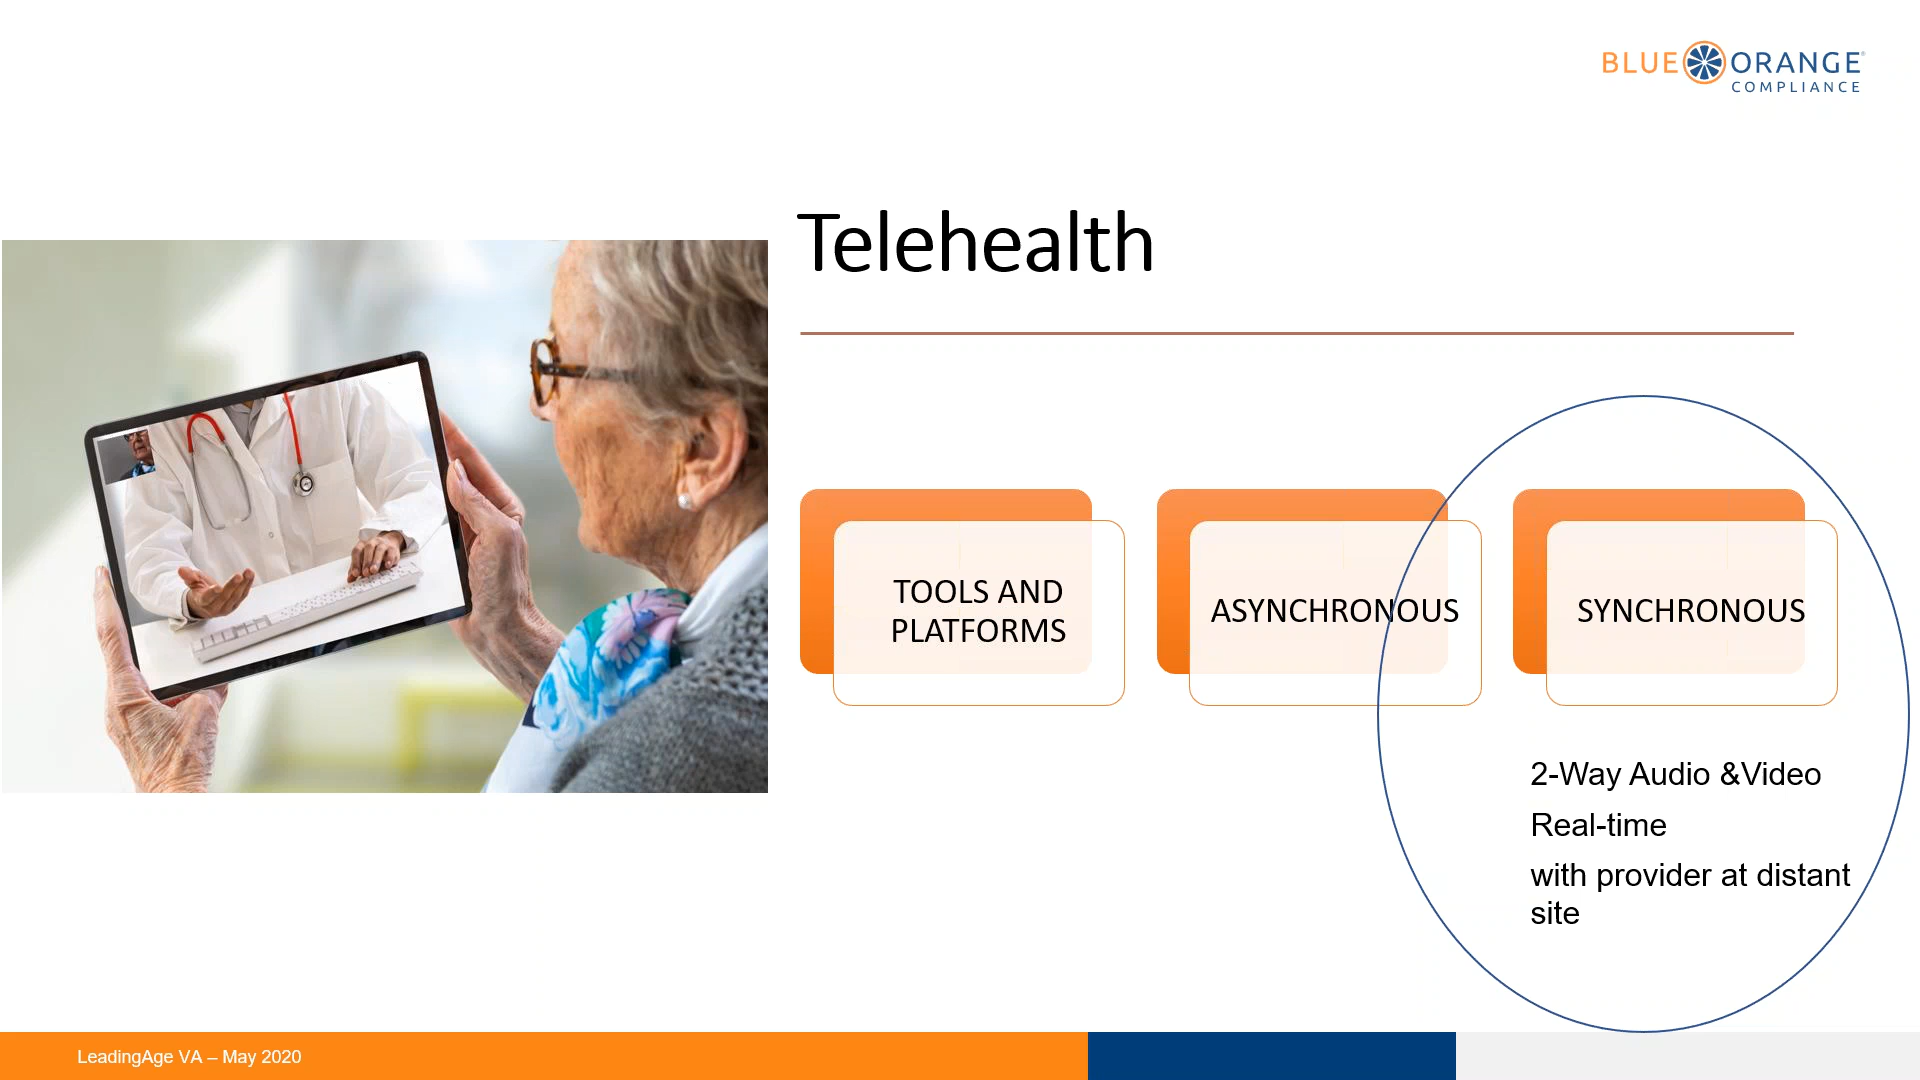 BLUE ORANGE
COMPLIANCE
Telehealth
TOOLS AND
PLATFORMS
ASYNCHRONOUS
SYNCHRONOUS
2-Way Audio &Video
Real-time
with provider at distant
site
LeadingAge VA – May 2020